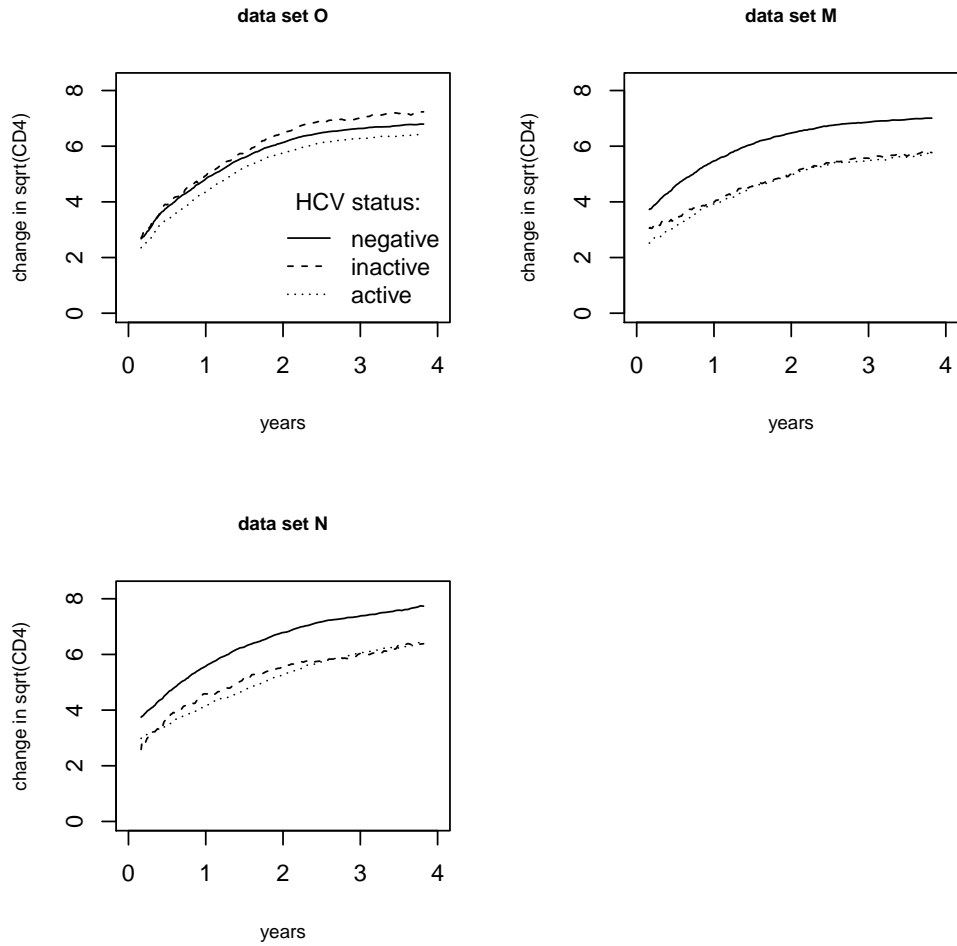 data set O
change in sqrt(CD4)
8
6
4
2
0
HCV status:
negative
inactive
active
0 1 2 3 4
years
data set M
change in sqrt(CD4)
8
6
4
2
0
0 1 2 3 4
years
data set N
change in sqrt(CD4)
8
6
4
2
0
0 1 2 3 4
years